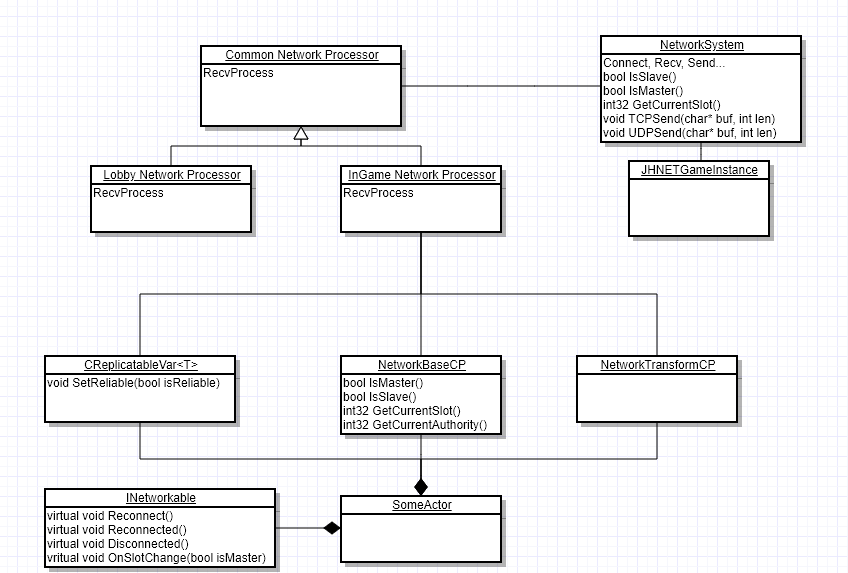 Common Network Processor
RecvProcess
NetworkSystem
Connect, Recv, Send...
bool IsSlave()
bool IsMaster()
int32 GetCurrentSlot()
void TCPSend(char* buf, int len)
void UDPSend(char* buf, int len)
Lobby Network Processor
RecvProcess
InGame Network Processor
RecvProcess
JHNETGameInstance
CReplicatableVar<T>
void SetReliable(bool isReliable)
NetworkBaseCP
bool IsMaster()
bool IsSlave()
int32 GetCurrentSlot()
int32 GetCurrentAuthority()
NetworkTransformCP
INetworkable
virtual void Reconnect()
virtual void Reconnected()
virtual void Disconnected()
vritual void OnSlotChange(bool isMaster)
SomeActor